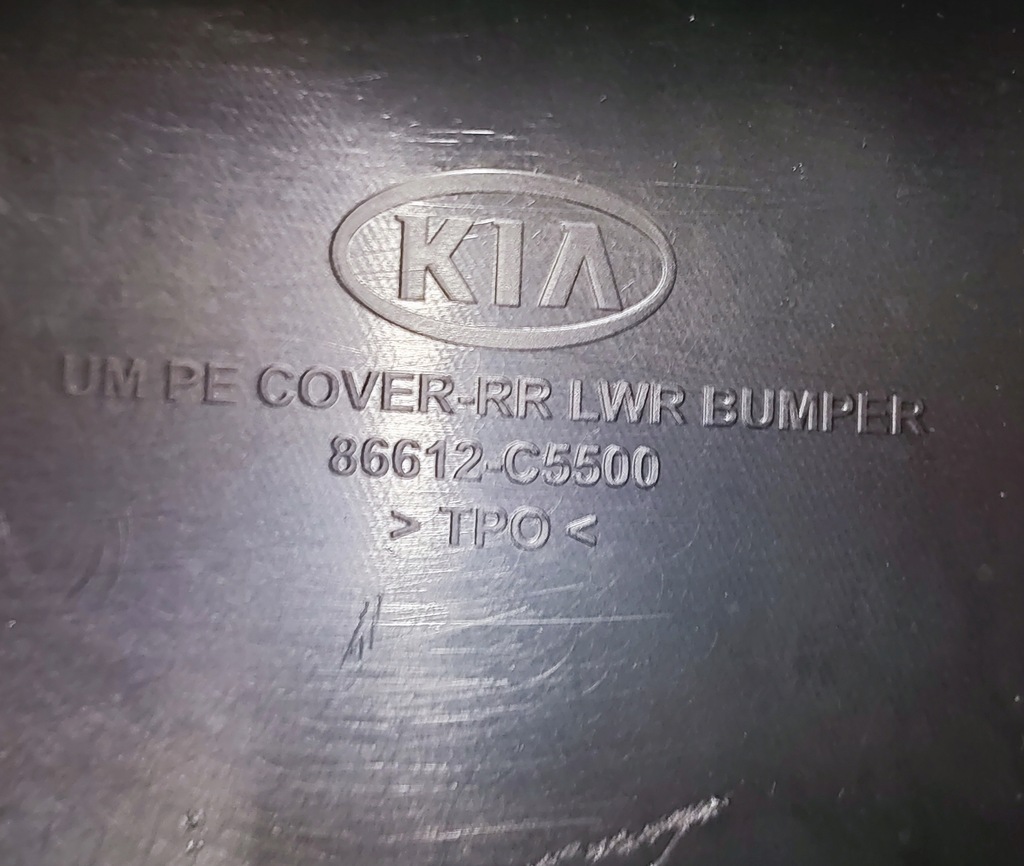 KIA
UM PE COVER-RR LWR BUMPER
86612-C5500
> TPO <